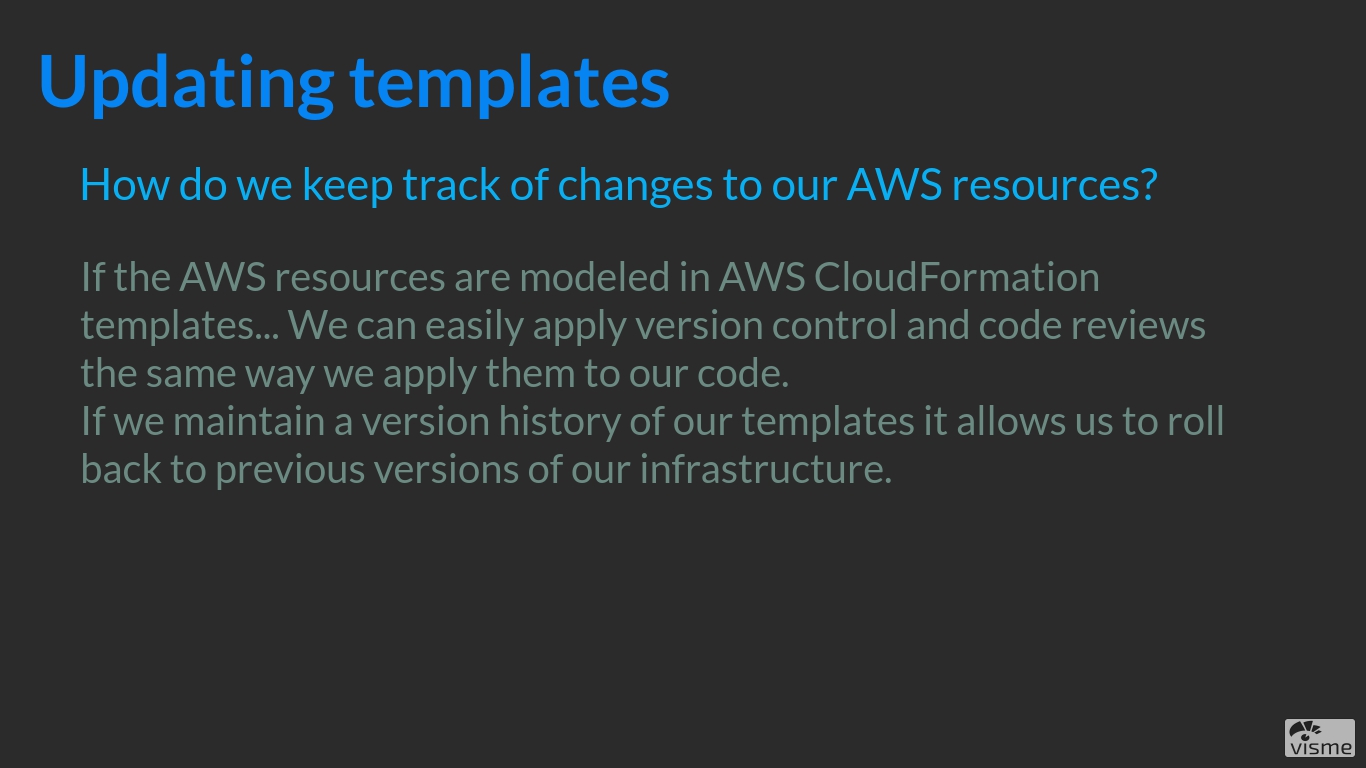 Updating templates
How do we keep track of changes to our AWS resources?
If the AWS resources are modeled in AWS CloudFormation
templates... We can easily apply version control and code reviews
the same way we apply them to our code.
If we maintain a version history of our templates it allows us to roll
back to previous versions of our infrastructure.
visme